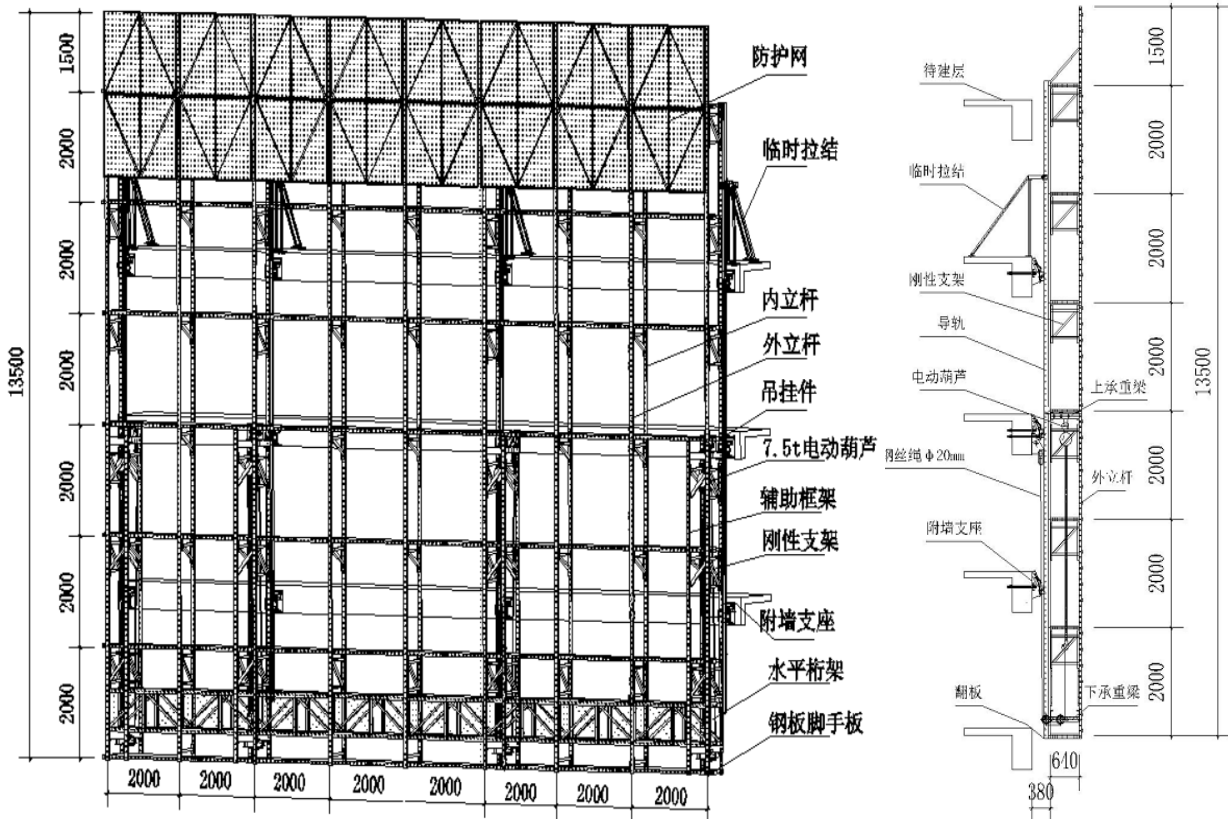 1500
2000
2000
2000
2000
2000
2000
13500
防护网
临时拉结
内立杆
外立杆
吊挂件
7.5t电动葫芦
辅助框架
刚性支架
附墙支座
水平桁架
钢板脚手板
2000
2000
2000
2000
2000
2000
2000
2000
待建层
临时拉结
刚性支架
导轨
电动葫芦
上承重梁
钢丝绳φ20mm
外立杆
附墙支座
翻板
下承重梁
1500
2000
2000
2000
2000
2000
2000
13500
640
380